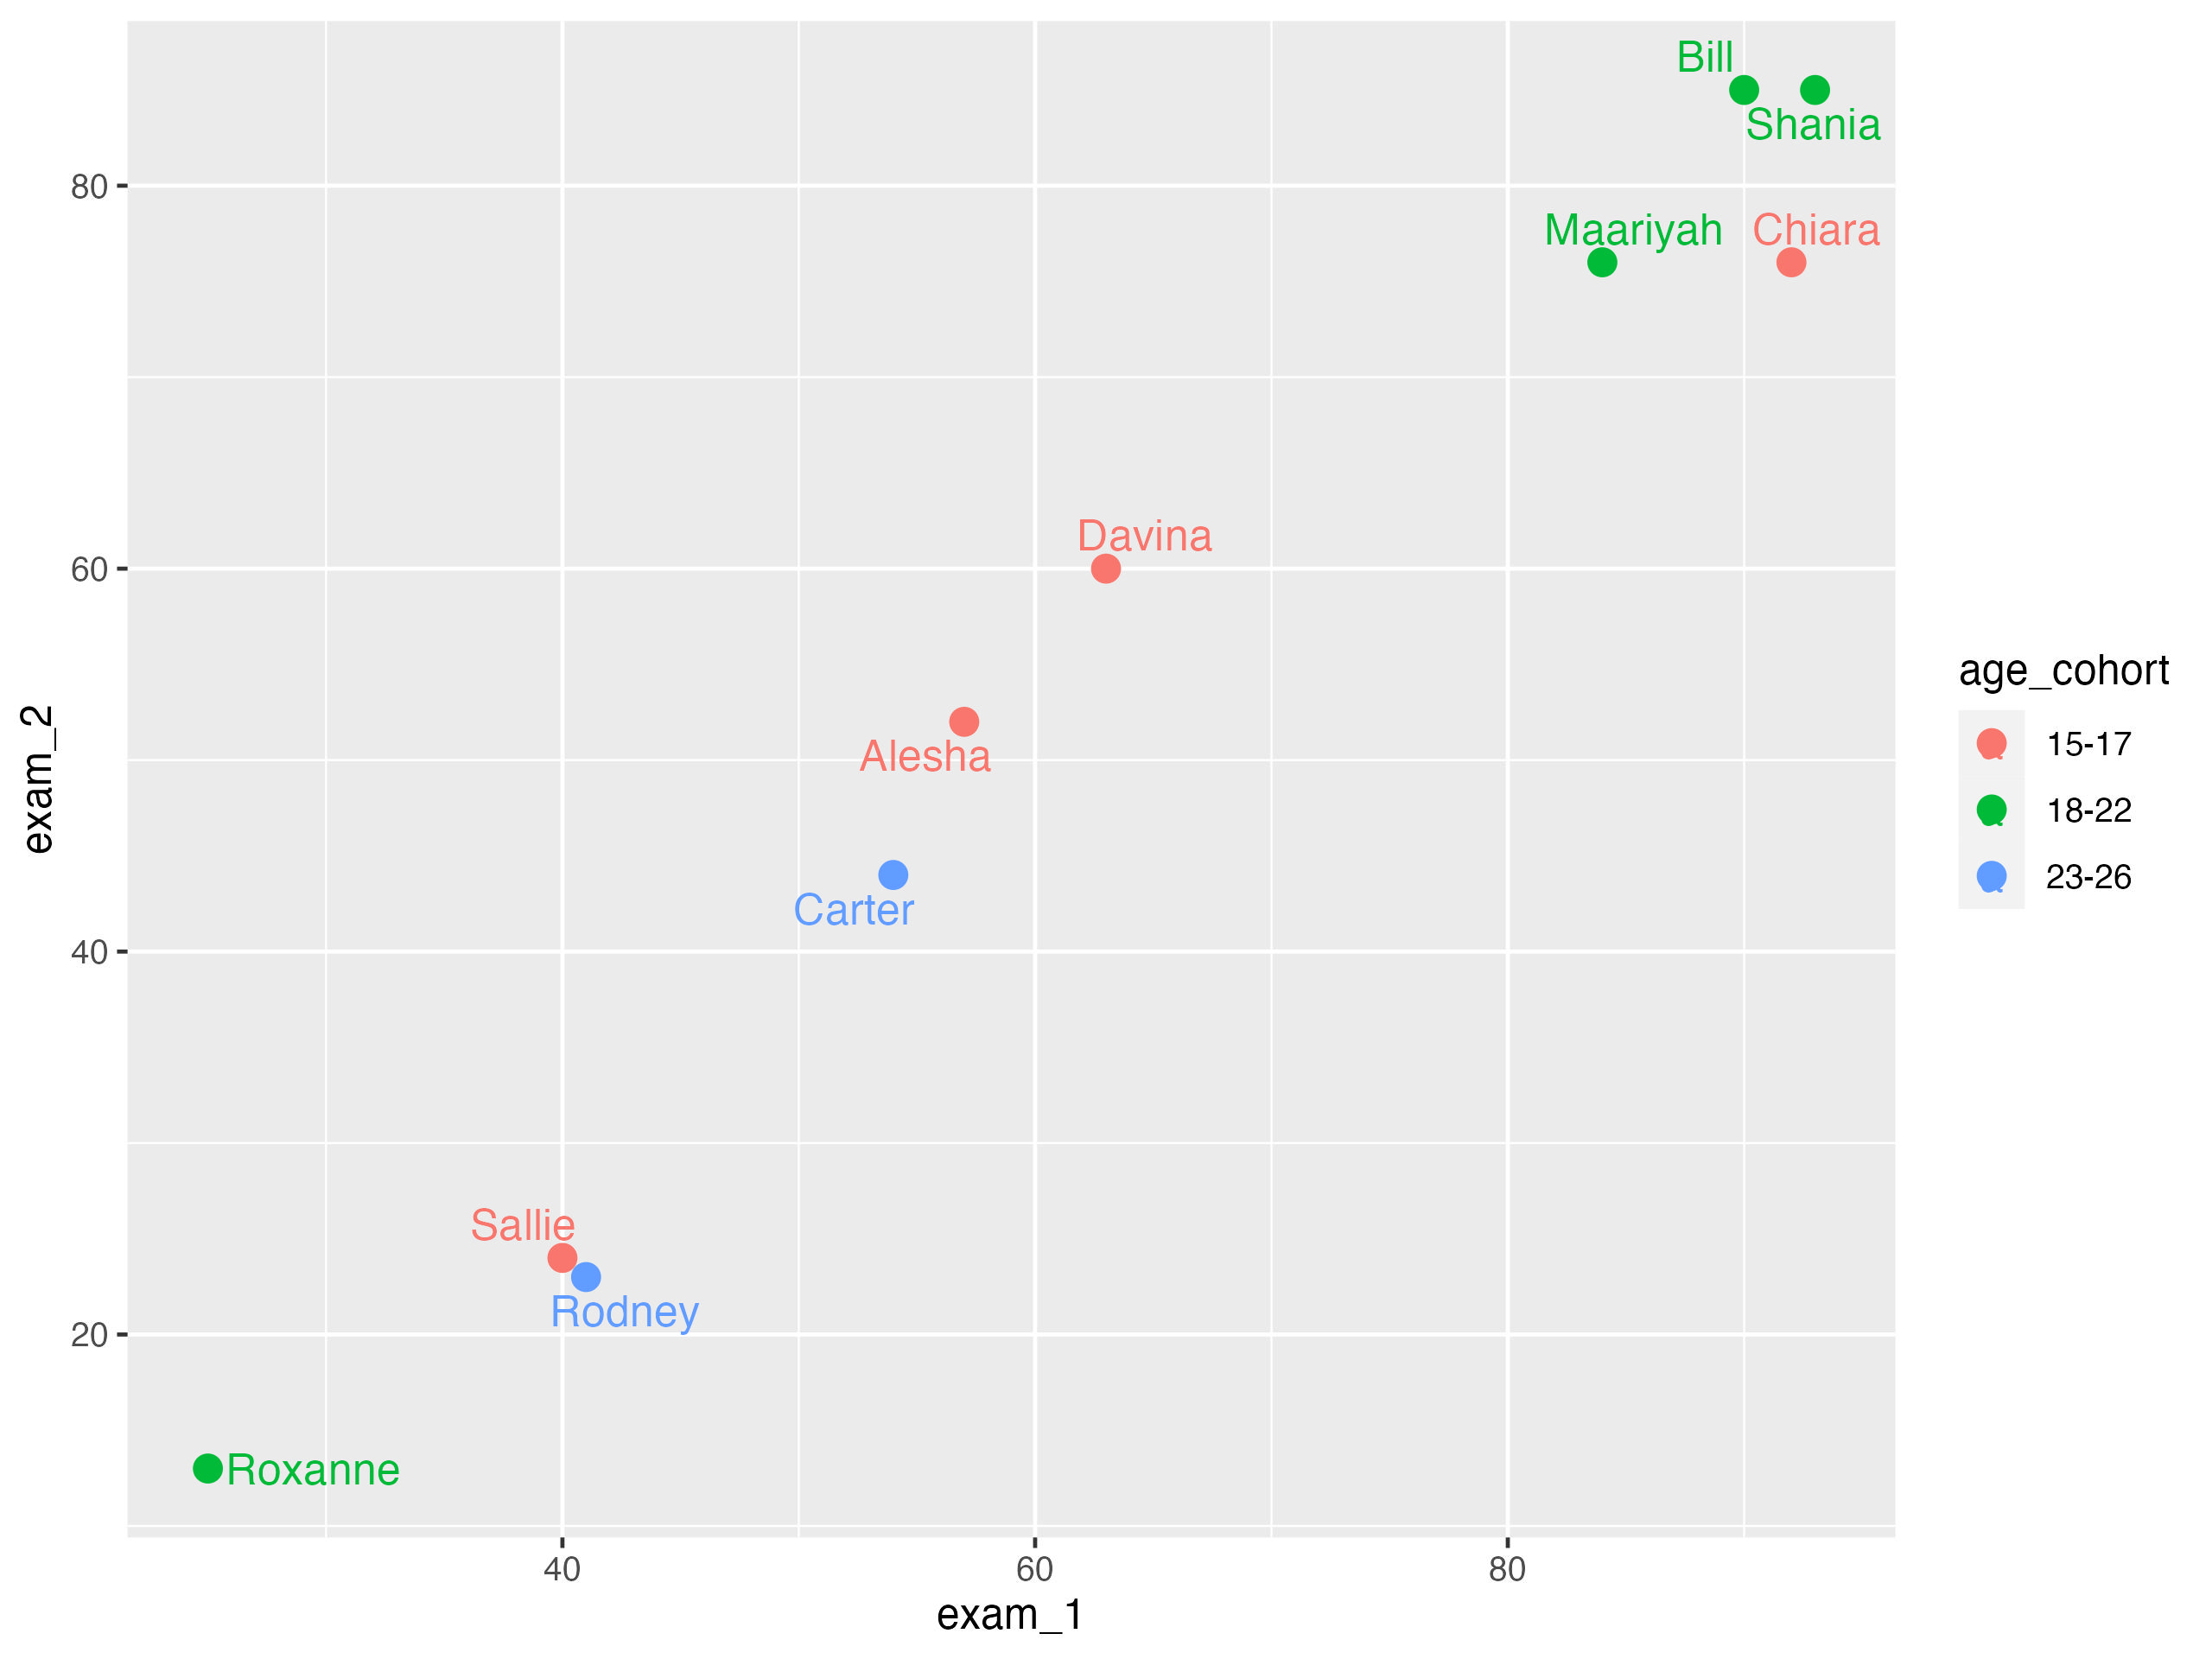 Bill
Shania
80
Maariyah
Chiara
Davina
60
age_cohort
Alesha
15-17
exam_2
18-22
23-26
Carter
40
Sallie
Rodney
20
Roxanne
40
60
80
exam_1